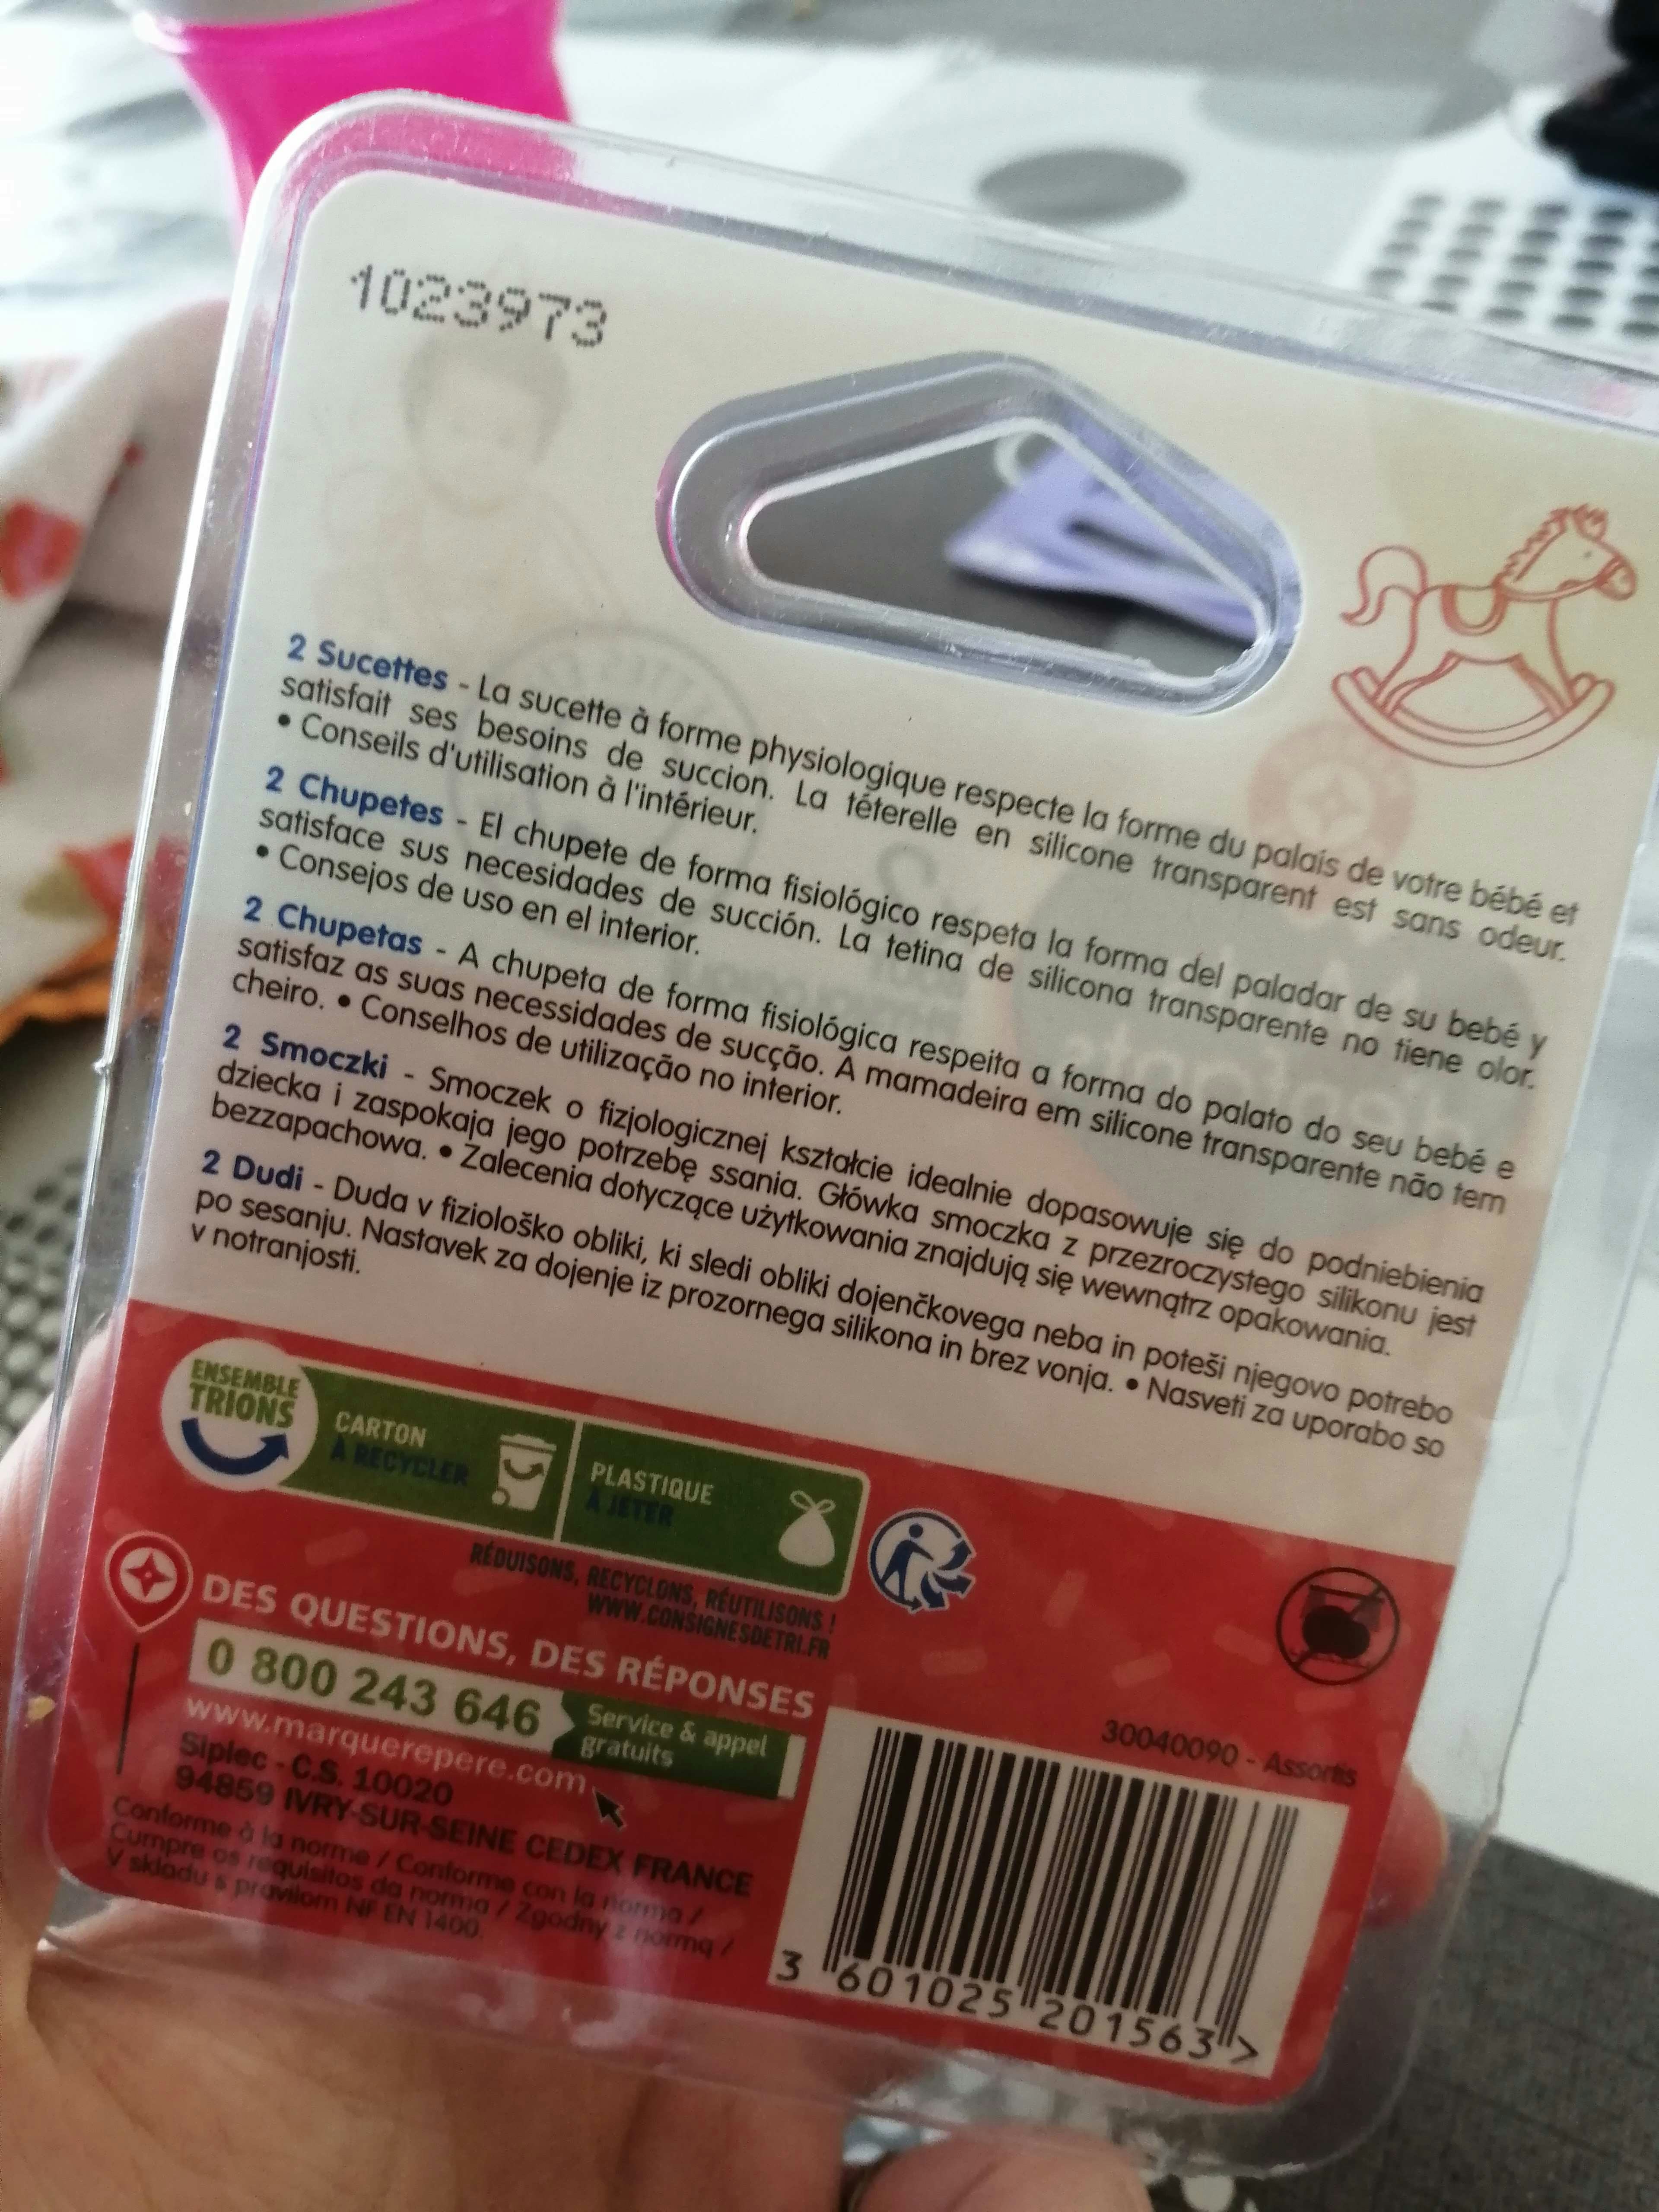 1023973
2 Sucettes - La sucette à forme physiologique respecte la forme du palais de votre bébé et
satisfait ses besoins de succion. La téterelle en silicone transparent est sans odeur.
• Conseils d'utilisation à l'intérieur.
2 Chupetes - El chupete de forma fisiológico respeta la forma del paladar de su bebé y
satisface sus necesidades de succión. La tetina de silicona transparente no tiene olor.
• Consejos de uso en el interior.
2 Chupetas - A chupeta de forma fisiológica respeita a forma do palato do seu bebé e
satisfaz as suas necessidades de sucção. A mamadeira em silicone transparente não tem
cheiro. • Conselhos de utilização no interior.
2 Smoczki - Smoczek o fizjologicznej kształcie idealnie dopasowuje się do podniebienia
dziecka i zaspokaja jego potrzebę ssania. Główka smoczka z przezroczystego silikonu jest
bezzapachowa. • Zalecenia dotyczące użytkowania znajdują się wewnątrz opakowania.
2 Dudi - Duda v fiziološko obliki, ki sledi obliki dojenčkovega neba in poteši njegovo potrebo
po sesanju. Nastavek za dojenje iz prozornega silikona in brez vonja. • Nasveti za uporabo so
v notranjosti.
ENSEMBLE
TRIONS
CARTON
À RECYCLER
PLASTIQUE
À JETER
RÉDUISONS, RECYCLONS, RÉUTILISONS !
WWW.CONSIGNESDETRI.FR
DES QUESTIONS, DES RÉPONSES
0 800 243 646
Service & appel
gratuits
www.marquerepere.com
Siplec - C.S. 10020
94859 IVRY-SUR-SEINE CEDEX FRANCE
Conforme à la norme / Conforme con la norma /
Cumpre os requisitos da norma / Zgodny z normą /
V skladu s pravilom NF EN 1400.
30040090 - Assortis
3 601025 201563 >